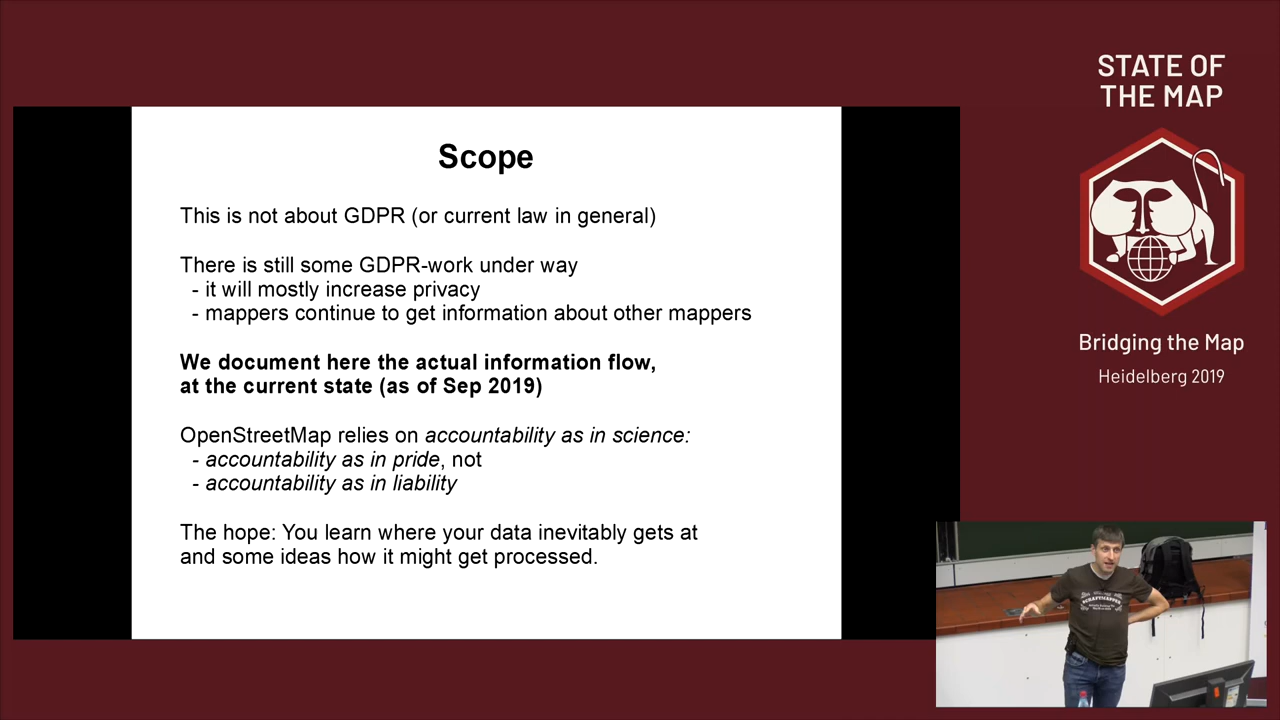 Scope
This is not about GDPR (or current law in general)
There is still some GDPR-work under way
- it will mostly increase privacy
- mappers continue to get information about other mappers
We document here the actual information flow,
at the current state (as of Sep 2019)
OpenStreetMap relies on accountability as in science:
- accountability as in pride, not
- accountability as in liability
The hope: You learn where your data inevitably gets at
and some ideas how it might get processed.
STATE OF
THE MAP
Bridging the Map
Heidelberg 2019